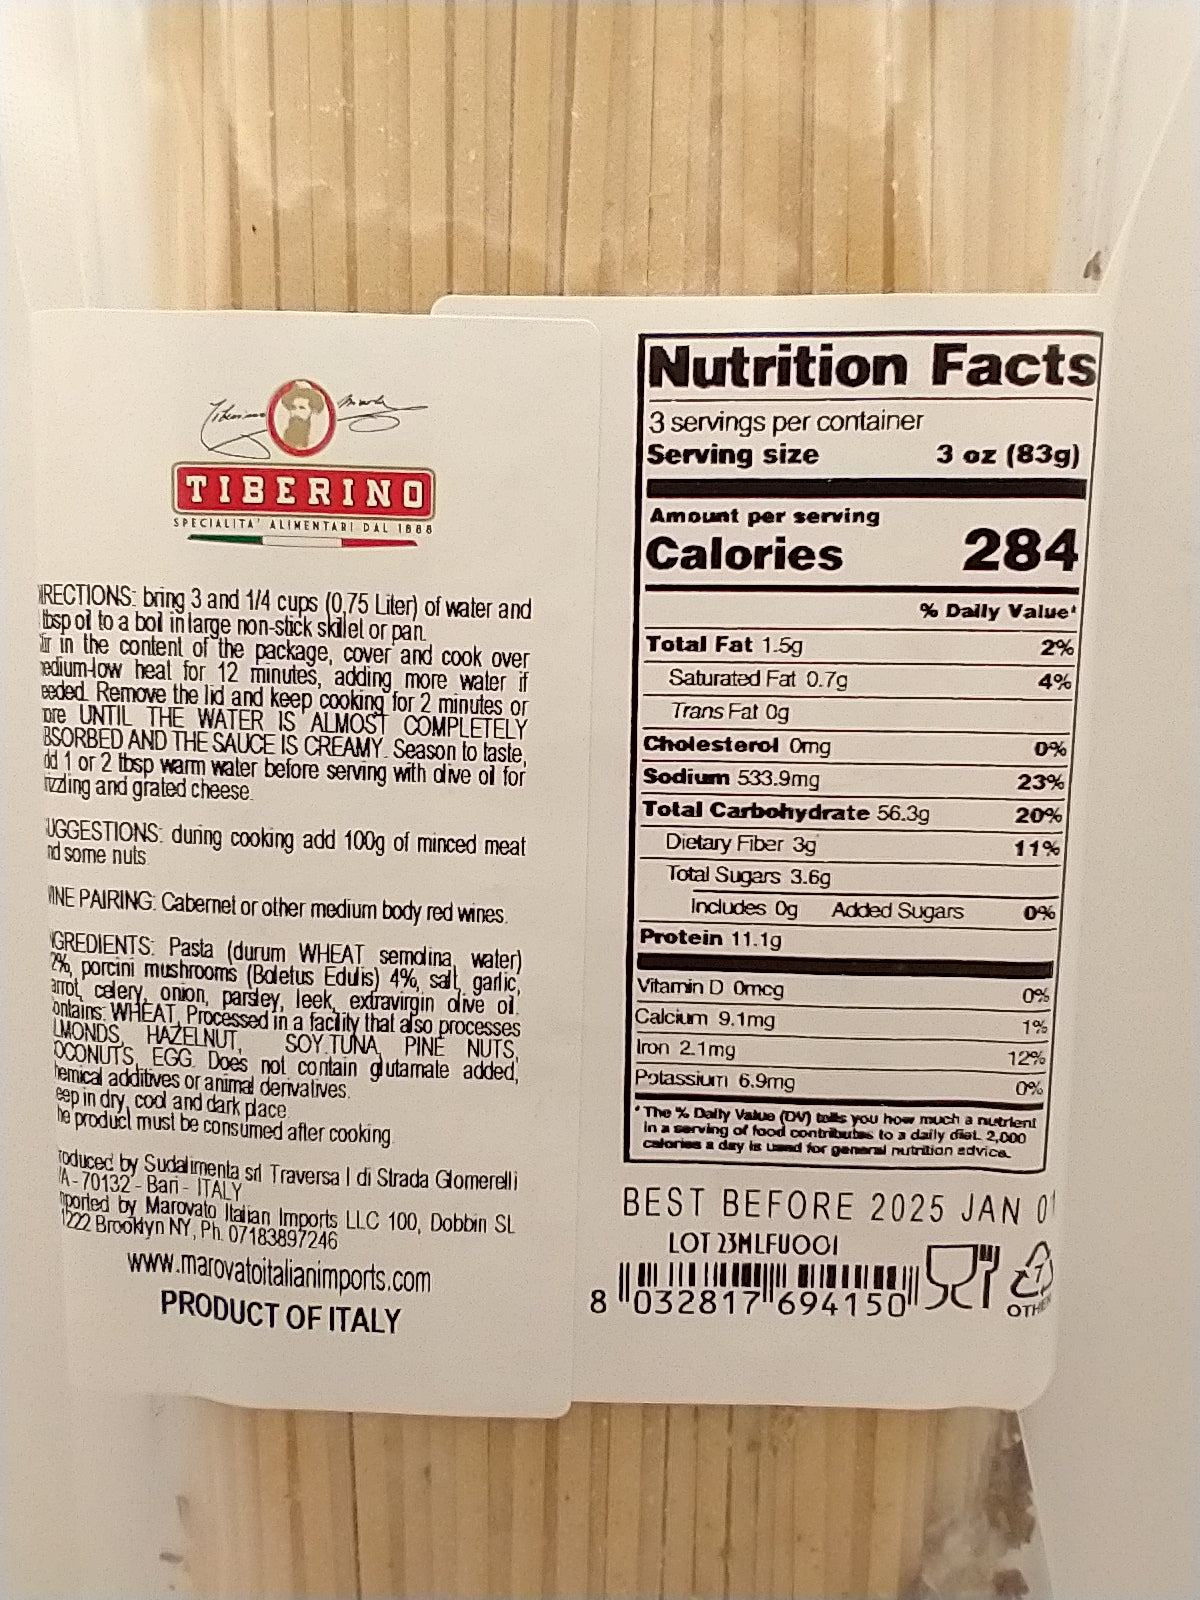 TIBERINO
SPECIALITA' ALIMENTARI DAL 1888
IRECTIONS: bring 3 and 1/4 cups (0,75 Liter) of water and
tbsp oil to a boil in large non-stick skillet or pan.
tir in the content of the package, cover and cook over
edium-low heat for 12 minutes, adding more water if
eeded. Remove the lid and keep cooking for 2 minutes or
ore UNTIL THE WATER IS ALMOST COMPLETELY
BSORBED AND THE SAUCE IS CREAMY. Season to taste,
dd 1 or 2 tbsp warm water before serving with olive oil for
izzling and grated cheese.
UGGESTIONS: during cooking add 100g of minced meat
nd some nuts
INE PAIRING: Cabernet or other medium body red wines.
GREDIENTS: Pasta (durum WHEAT semolina, water)
2%, porcini mushrooms (Boletus Edulis) 4%, salt, garlic,
arrot, celery, onion, parsley, leek, extravirgin olive oil.
ontains: WHEAT, Processed in a facility that also processes
LMONDS, HAZELNUT, SOY.TUNA, PINE NUTS,
OCONUTS, EGG. Does not contain glutamate added,
hemical additives or animal derivatives.
eep in dry, cool and dark place.
he product must be consumed after cooking.
roduced by Sudalimenta srl Traversa I di Strada Glomerelli
/A - 70132 - Bari - ITALY
mported by Marovato Italian Imports LLC 100, Dobbin St.
1222 Brooklyn NY, Ph. 07183897246
www.marovatoitalianimports.com
PRODUCT OF ITALY
Nutrition Facts
3 servings per container
Serving size 3 oz (83g)
Amount per serving
Calories 284
% Daily Value*
Total Fat 1.5g 2%
Saturated Fat 0.7g 4%
Trans Fat 0g
Cholesterol 0mg 0%
Sodium 533.9mg 23%
Total Carbohydrate 56.3g 20%
Dietary Fiber 3g 11%
Total Sugars 3.6g
Includes 0g Added Sugars 0%
Protein 11.1g
Vitamin D 0mcg 0%
Calcium 9.1mg 1%
Iron 2.1mg 12%
Potassium 6.9mg 0%
* The % Daily Value (DV) tells you how much a nutrient
in a serving of food contributes to a daily diet. 2,000
calories a day is used for general nutrition advice.
BEST BEFORE 2025 JAN 01
LOT 23MLFU001
8 032817 694150
7
OTHER